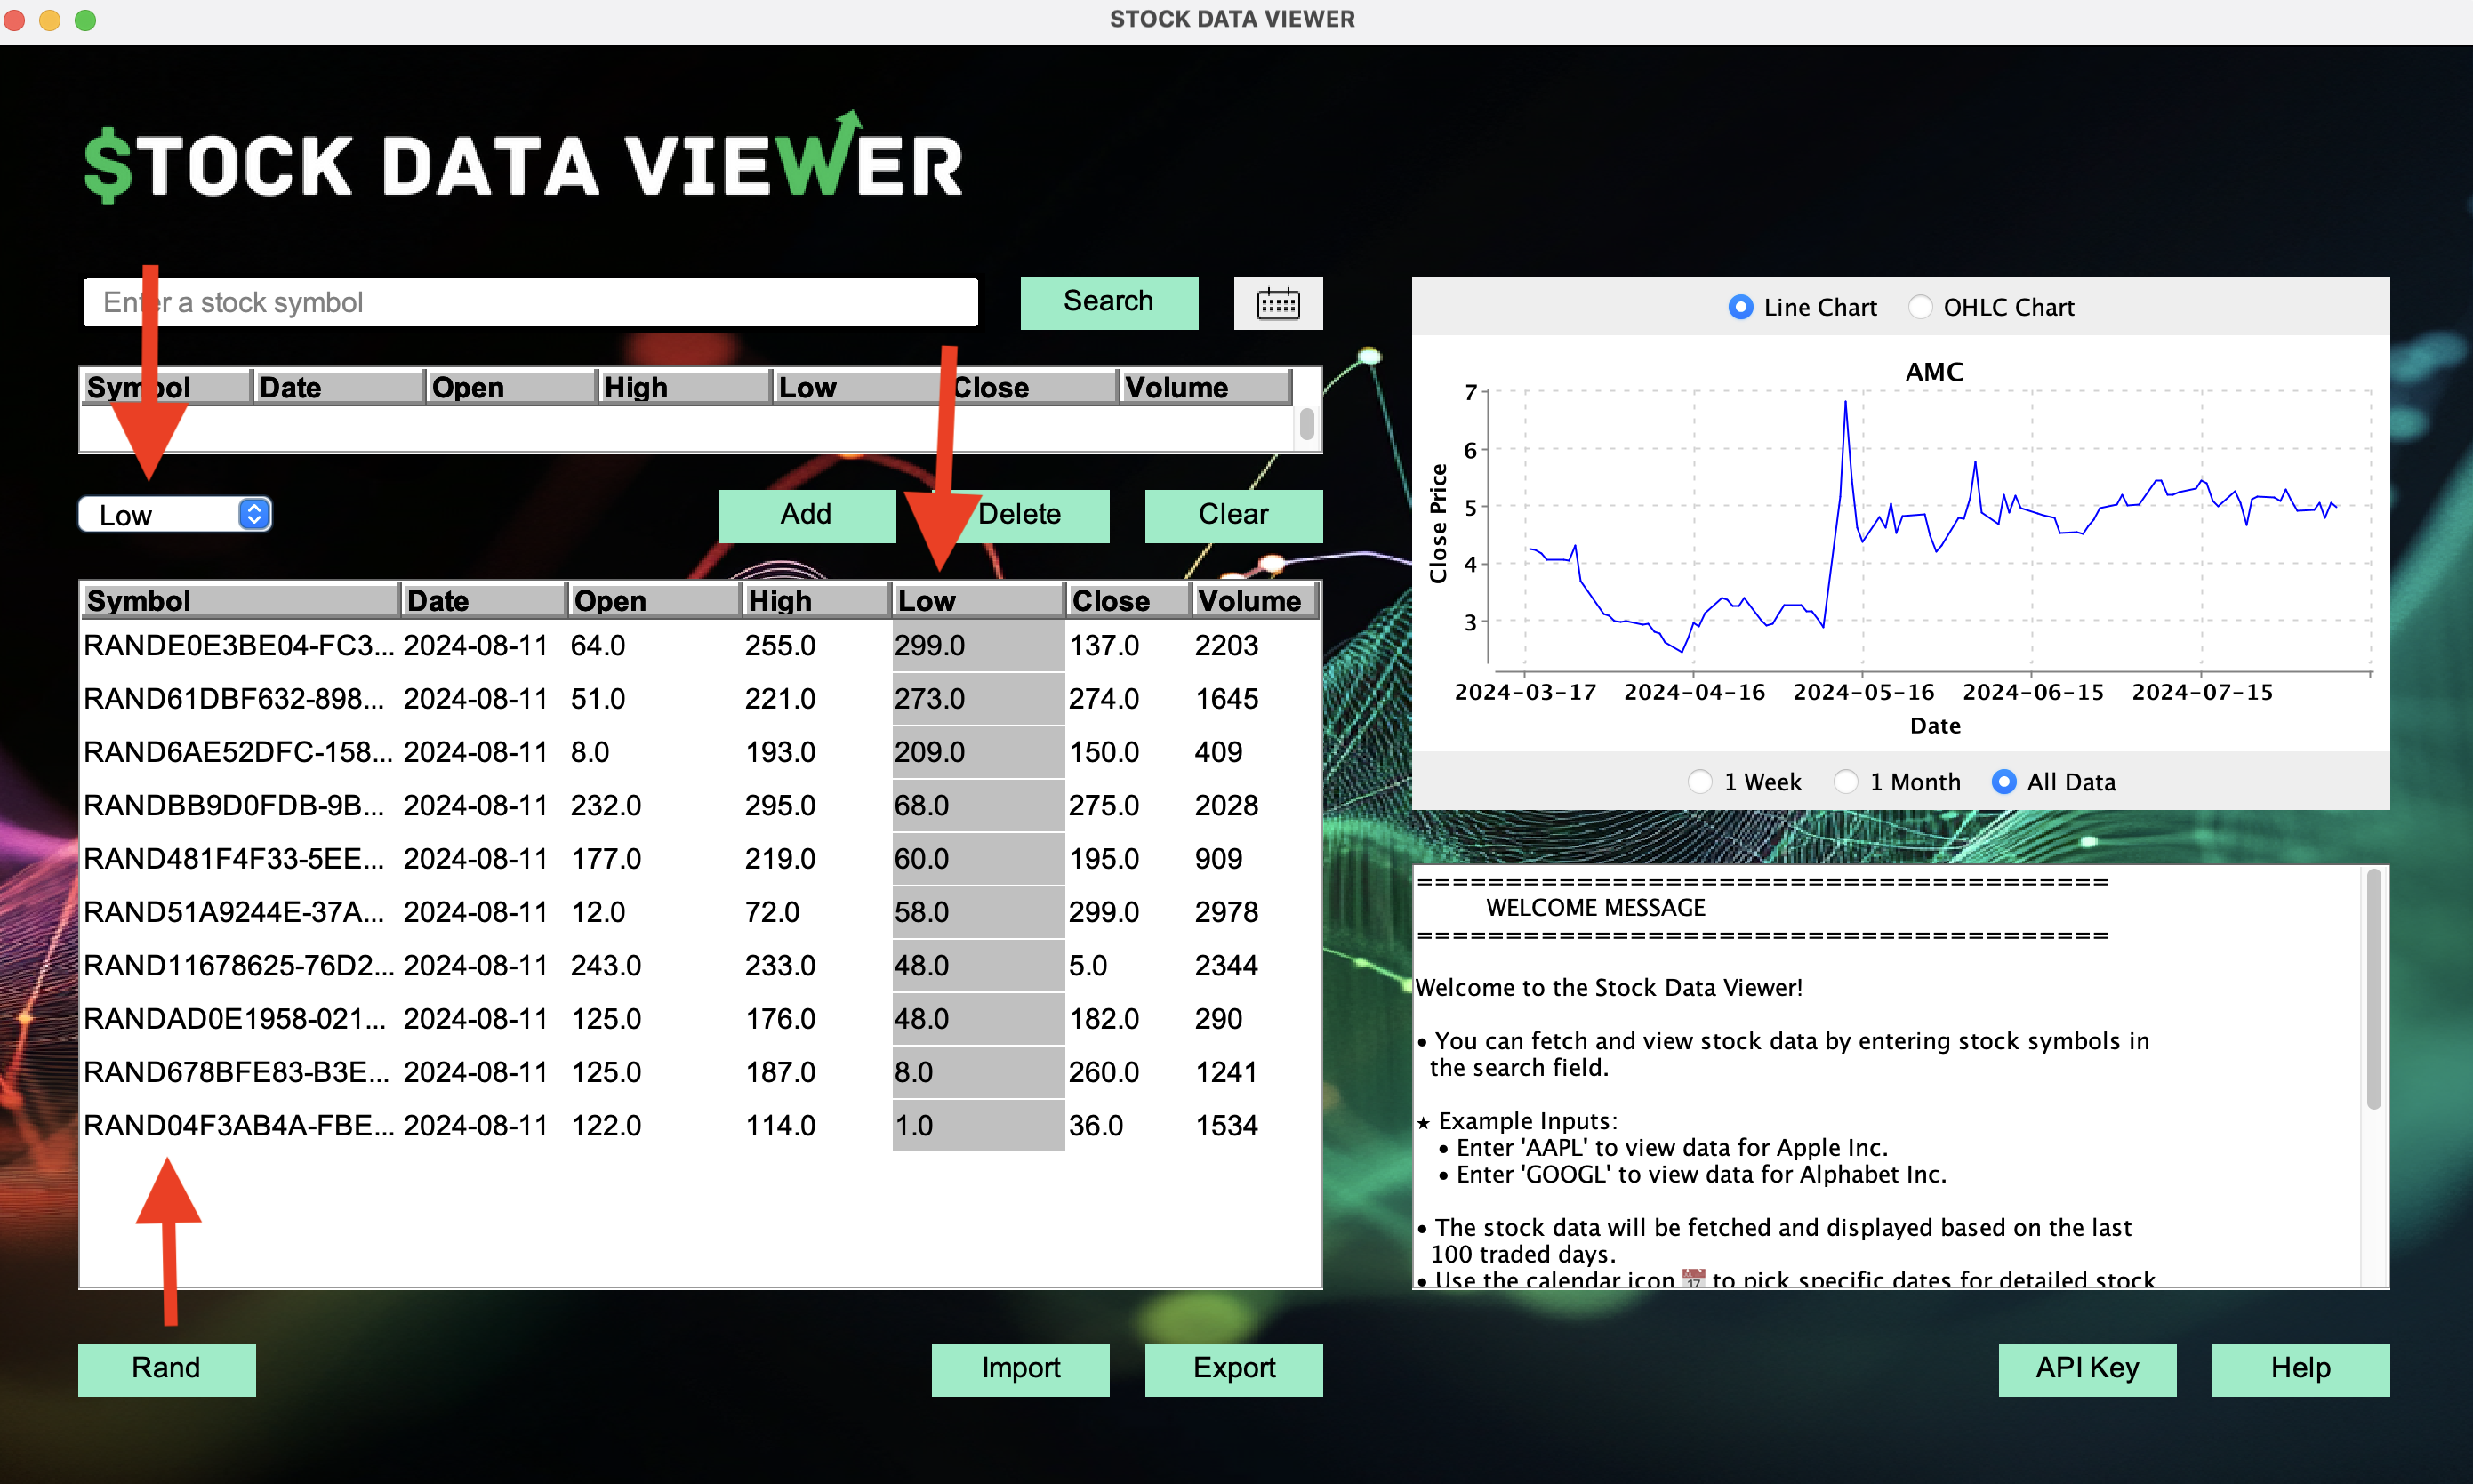 STOCK DATA VIEWER
$TOCK DATA VIEWER
Enter a stock symbol
Search
Symbol Date Open High Low Close Volume
Low
Add Delete Clear
Symbol Date Open High Low Close Volume
RANDE0E3BE04-FC3... 2024-08-11 64.0 255.0 299.0 137.0 2203
RAND61DBF632-898... 2024-08-11 51.0 221.0 273.0 274.0 1645
RAND6AE52DFC-158... 2024-08-11 8.0 193.0 209.0 150.0 409
RANDBB9D0FDB-9B... 2024-08-11 232.0 295.0 68.0 275.0 2028
RAND481F4F33-5EE... 2024-08-11 177.0 219.0 60.0 195.0 909
RAND51A9244E-37A... 2024-08-11 12.0 72.0 58.0 299.0 2978
RAND11678625-76D2... 2024-08-11 243.0 233.0 48.0 5.0 2344
RANDAD0E1958-021... 2024-08-11 125.0 176.0 48.0 182.0 290
RAND678BFE83-B3E... 2024-08-11 125.0 187.0 8.0 260.0 1241
RAND04F3AB4A-FBE... 2024-08-11 122.0 114.0 1.0 36.0 1534
Rand Import Export
Line Chart OHLC Chart
AMC
Close Price
7
6
5
4
3
2024-03-17 2024-04-16 2024-05-16 2024-06-15 2024-07-15
Date
1 Week 1 Month All Data
=======================================
WELCOME MESSAGE
=======================================
Welcome to the Stock Data Viewer!
• You can fetch and view stock data by entering stock symbols in
the search field.
★ Example Inputs:
• Enter 'AAPL' to view data for Apple Inc.
• Enter 'GOOGL' to view data for Alphabet Inc.
• The stock data will be fetched and displayed based on the last
100 traded days.
• Use the calendar icon 📅 to pick specific dates for detailed stock
API Key Help